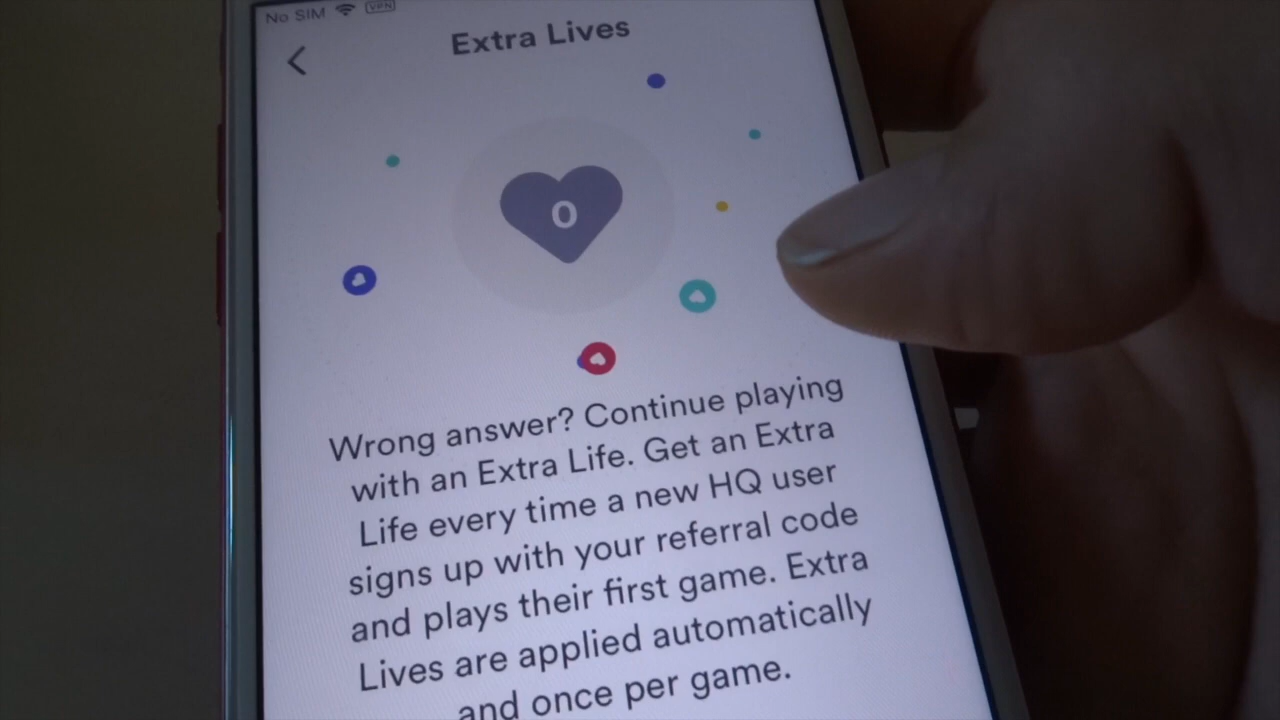 No SIM VPN
Extra Lives
0
Wrong answer? Continue playing
with an Extra Life. Get an Extra
Life every time a new HQ user
signs up with your referral code
and plays their first game. Extra
Lives are applied automatically
and once per game.